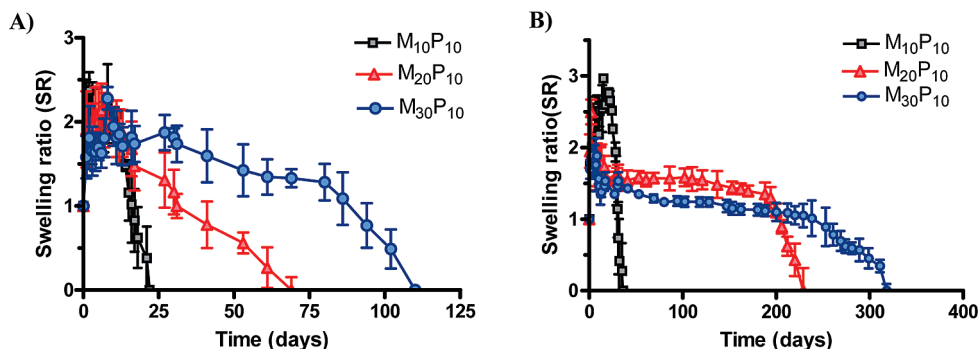 A)
Swelling ratio (SR)
3
2
1
0
0 25 50 75 100 125
Time (days)
M10P10
M20P10
M30P10
B)
Swelling ratio(SR)
3
2
1
0
0 100 200 300 400
Time (days)
M10P10
M20P10
M30P10